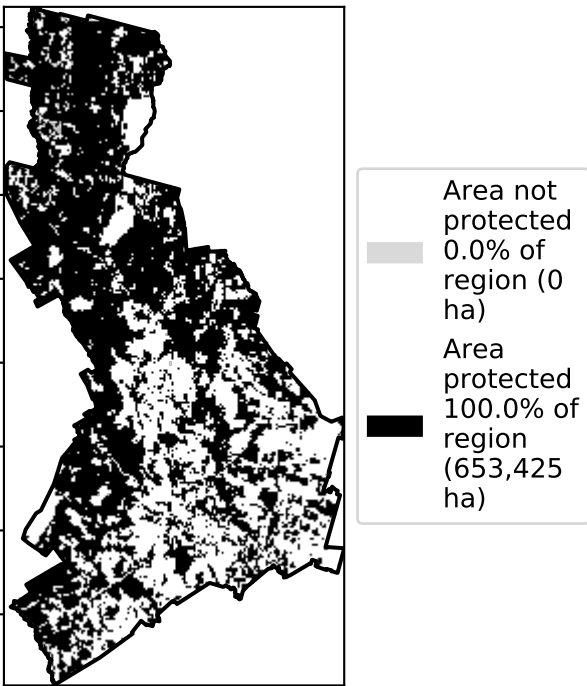 Area not
protected
0.0% of
region (0
ha)
Area
protected
100.0% of
region
(653,425
ha)